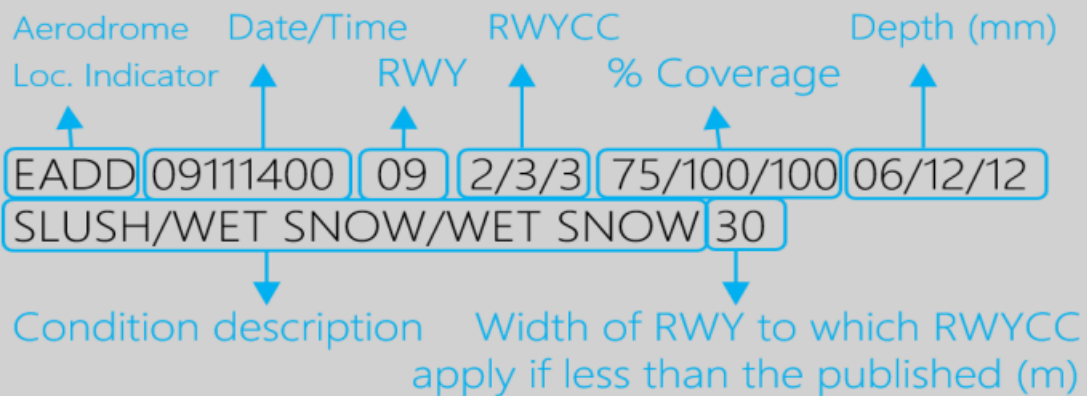 Aerodrome Date/Time RWYCC Depth (mm)
Loc. Indicator RWY % Coverage
EADD 09111400 09 2/3/3 75/100/100 06/12/12
SLUSH/WET SNOW/WET SNOW 30
Condition description Width of RWY to which RWYCC
apply if less than the published (m)